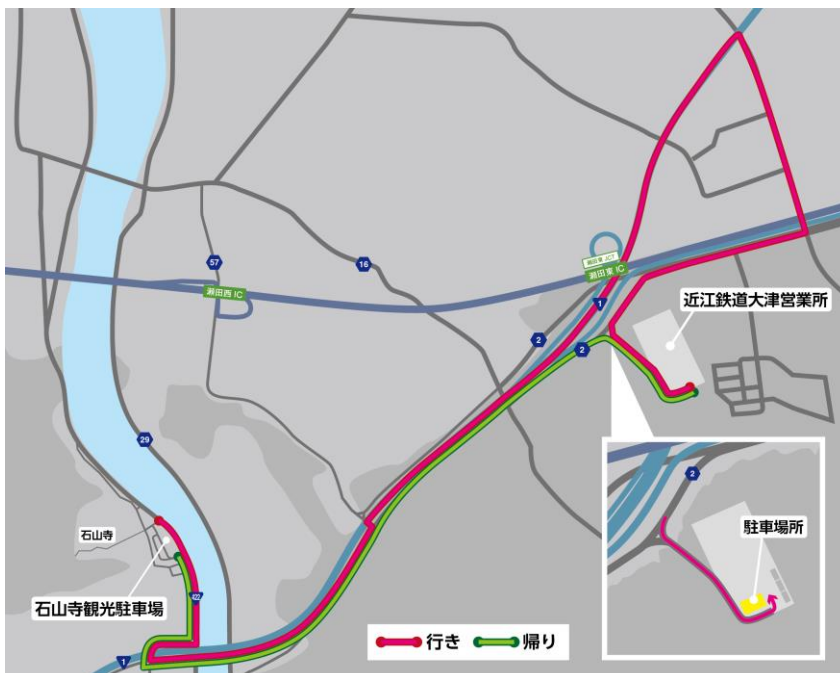 57
16
瀬田西 IC
瀬田東 JCT
瀬田東 IC
1
2
2
近江鉄道大津営業所
29
石山寺
石山寺観光駐車場
422
1
行き
帰り
2
駐車場所